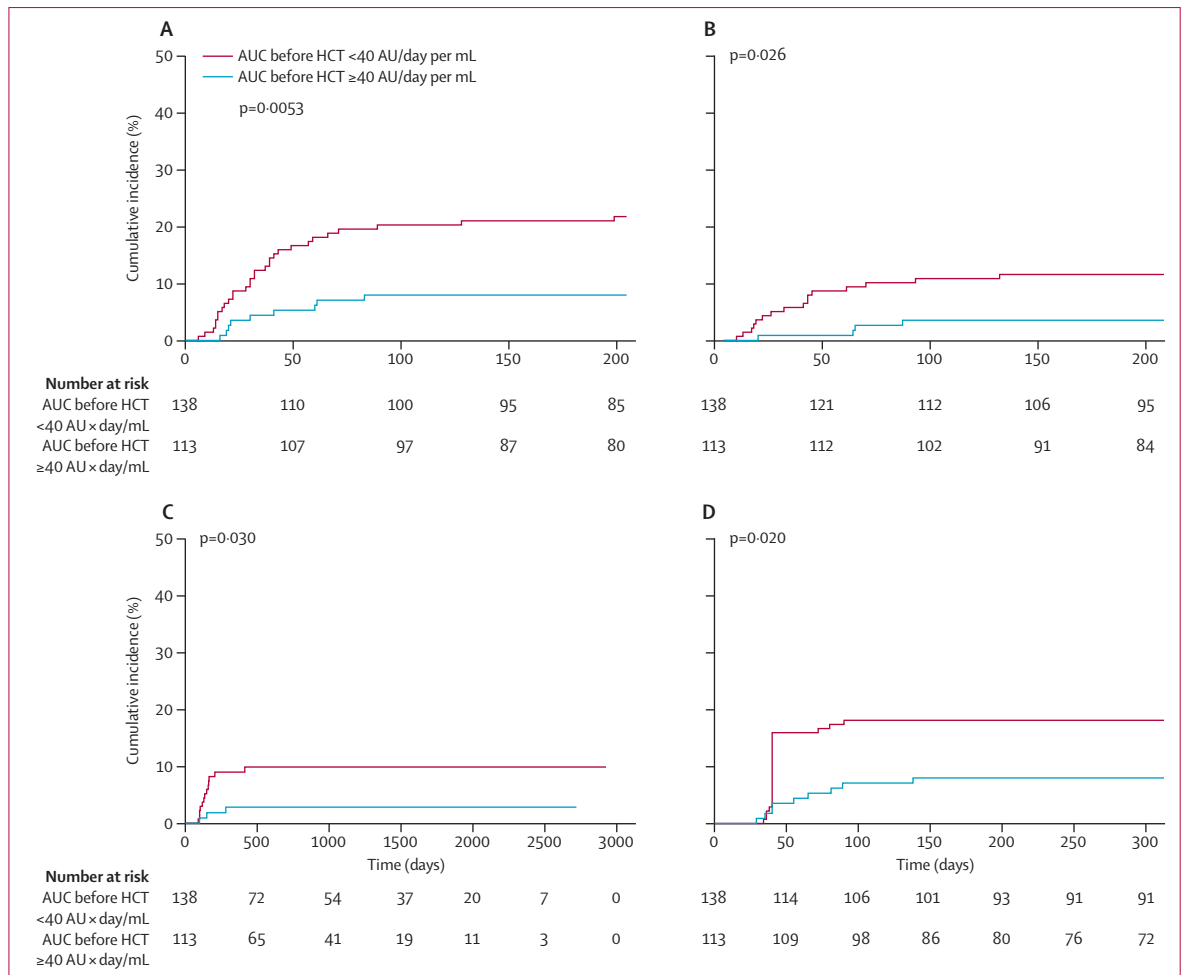 A
50
40
30
20
10
0
Cumulative incidence (%)
AUC before HCT <40 AU/day per mL
AUC before HCT ≥40 AU/day per mL
p=0·0053
0 50 100 150 200
B
p=0·026
0 50 100 150 200
Number at risk
AUC before HCT 138 110 100 95 85 138 121 112 106 95
<40 AU × day/mL
AUC before HCT 113 107 97 87 80 113 112 102 91 84
≥40 AU × day/mL
C
50
40
30
20
10
0
Cumulative incidence (%)
p=0·030
0 500 1000 1500 2000 2500 3000
Time (days)
D
p=0·020
0 50 100 150 200 250 300
Time (days)
Number at risk
AUC before HCT 138 72 54 37 20 7 0 138 114 106 101 93 91 91
<40 AU × day/mL
AUC before HCT 113 65 41 19 11 3 0 113 109 98 86 80 76 72
≥40 AU × day/mL